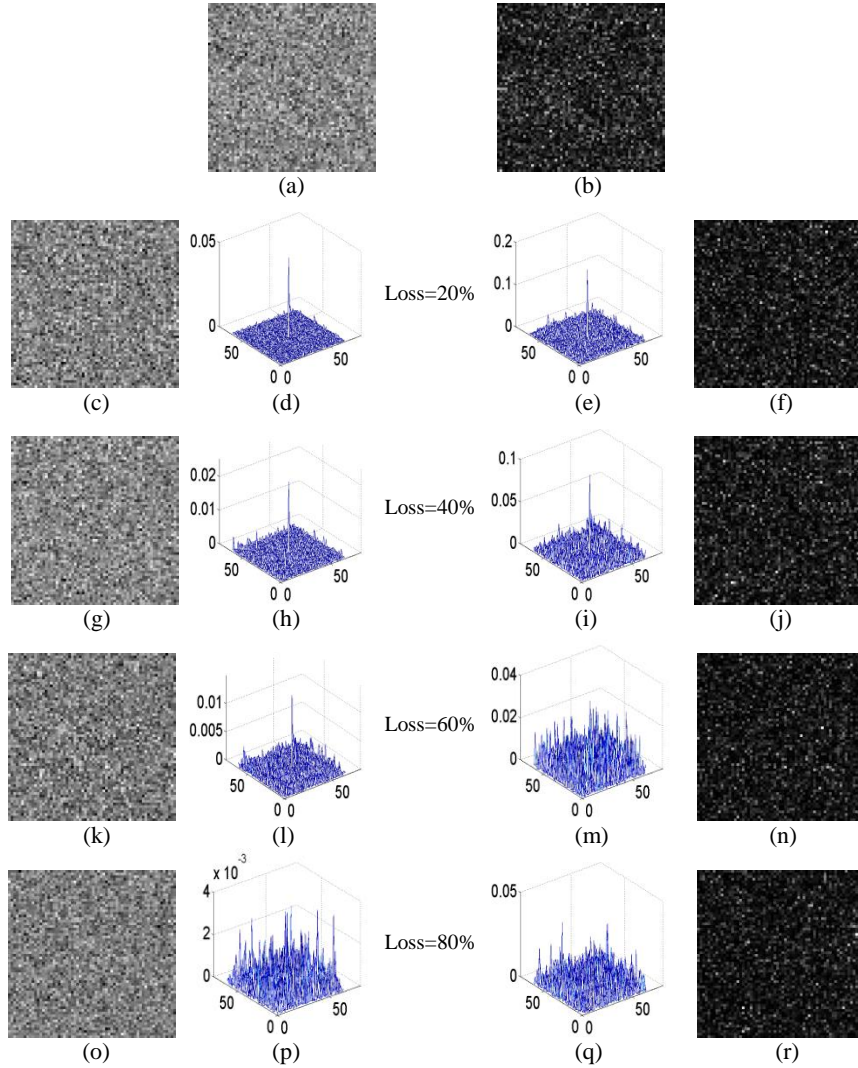 (a) (b)
0.05 0 50 0 0 50
Loss=20%
0.2 0.1 0 50 0 0 50
(c) (d) (e) (f)
0.02 0.01 0 50 0 0 50
Loss=40%
0.1 0.05 0 50 0 0 50
(g) (h) (i) (j)
0.01 0.005 0 50 0 0 50
Loss=60%
0.04 0.02 0 50 0 0 50
(k) (l) (m) (n)
x 10⁻³
4 2 0 50 0 0 50
Loss=80%
0.05 0 50 0 0 50
(o) (p) (q) (r)